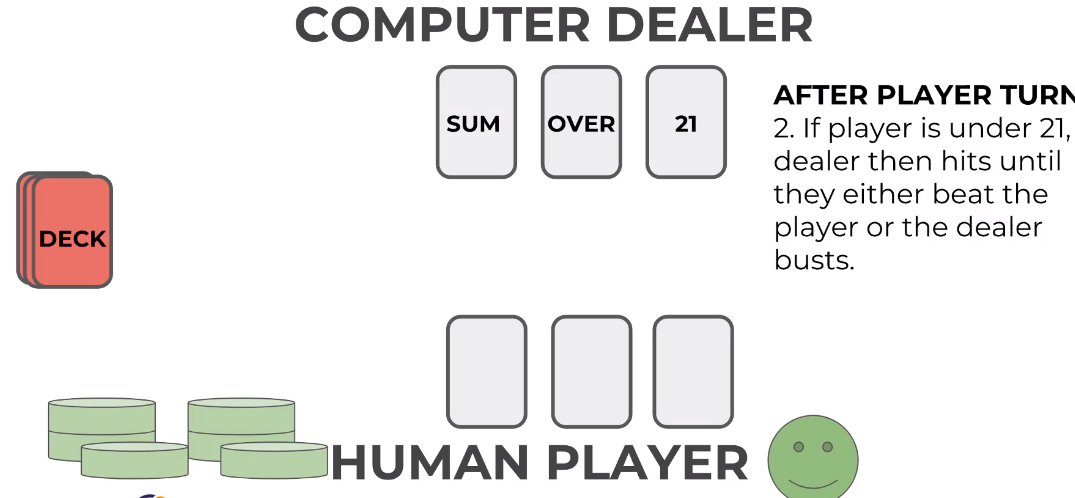 COMPUTER DEALER
SUM OVER 21
AFTER PLAYER TURN
2. If player is under 21,
dealer then hits until
they either beat the
player or the dealer
busts.
DECK
HUMAN PLAYER